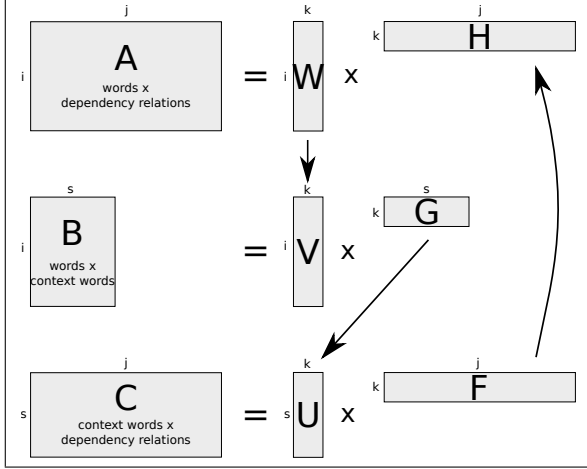 j k j
A
words x
dependency relations
i
=
i
W
x
k
H
s k s
B
words x
context words
i
=
i
V
x
k
G
j k j
C
context words x
dependency relations
s
=
s
U
x
k
F